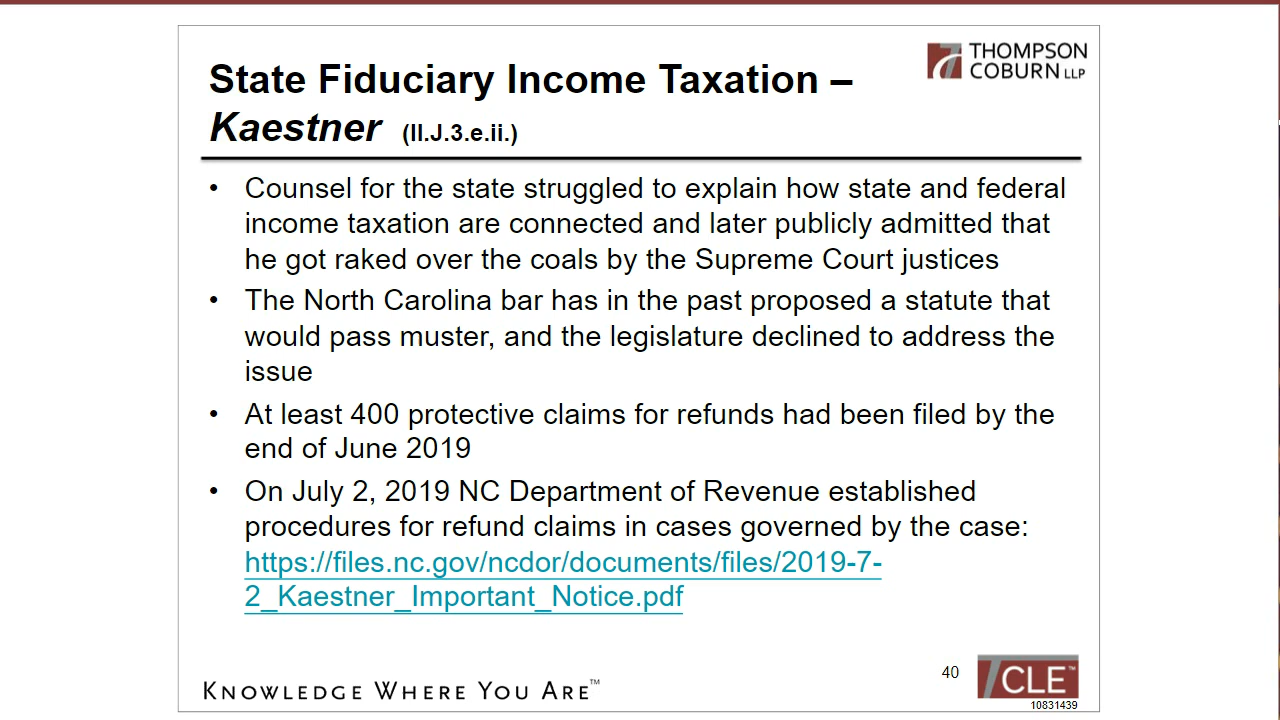 THOMPSON
COBURN LLP
State Fiduciary Income Taxation –
Kaestner (II.J.3.e.ii.)
• Counsel for the state struggled to explain how state and federal
income taxation are connected and later publicly admitted that
he got raked over the coals by the Supreme Court justices
• The North Carolina bar has in the past proposed a statute that
would pass muster, and the legislature declined to address the
issue
• At least 400 protective claims for refunds had been filed by the
end of June 2019
• On July 2, 2019 NC Department of Revenue established
procedures for refund claims in cases governed by the case:
https://files.nc.gov/ncdor/documents/files/2019-7-
2_Kaestner_Important_Notice.pdf
KNOWLEDGE WHERE YOU ARE™
40
CLE™
10831439